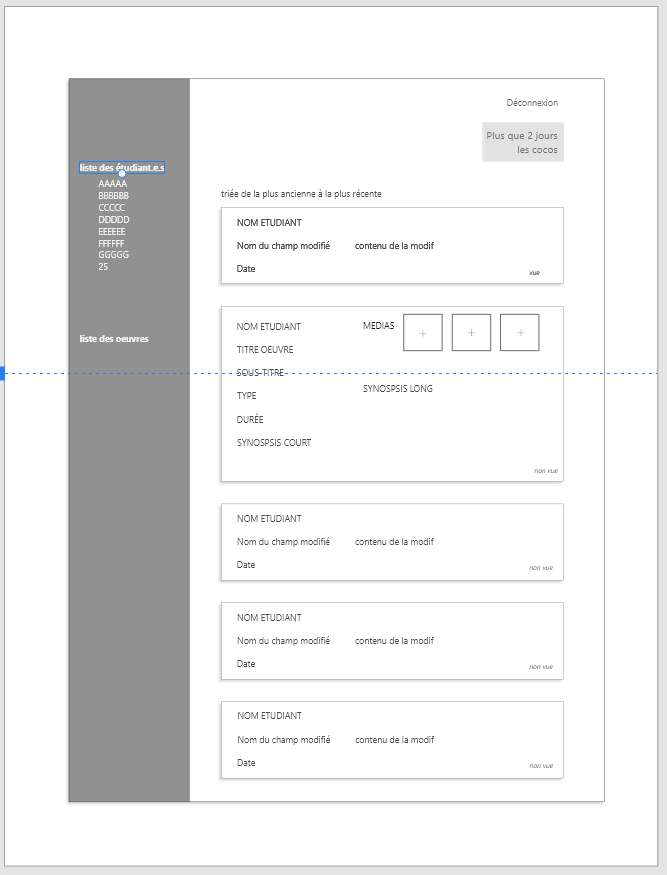 Déconnexion
Plus que 2 jours
les cocos
liste des étudiant.e.s
AAAAA
BBBBBB
CCCCC
DDDDD
EEEEEE
FFFFFF
GGGGG
25
liste des oeuvres
triée de la plus ancienne à la plus récente
NOM ETUDIANT
Nom du champ modifié contenu de la modif
Date
vue
NOM ETUDIANT
TITRE OEUVRE
SOUS-TITRE
TYPE
DURÉE
SYNOSPSIS COURT
MEDIAS
+ + +
SYNOSPSIS LONG
non vue
NOM ETUDIANT
Nom du champ modifié contenu de la modif
Date
non vue
NOM ETUDIANT
Nom du champ modifié contenu de la modif
Date
non vue
NOM ETUDIANT
Nom du champ modifié contenu de la modif
Date
non vue